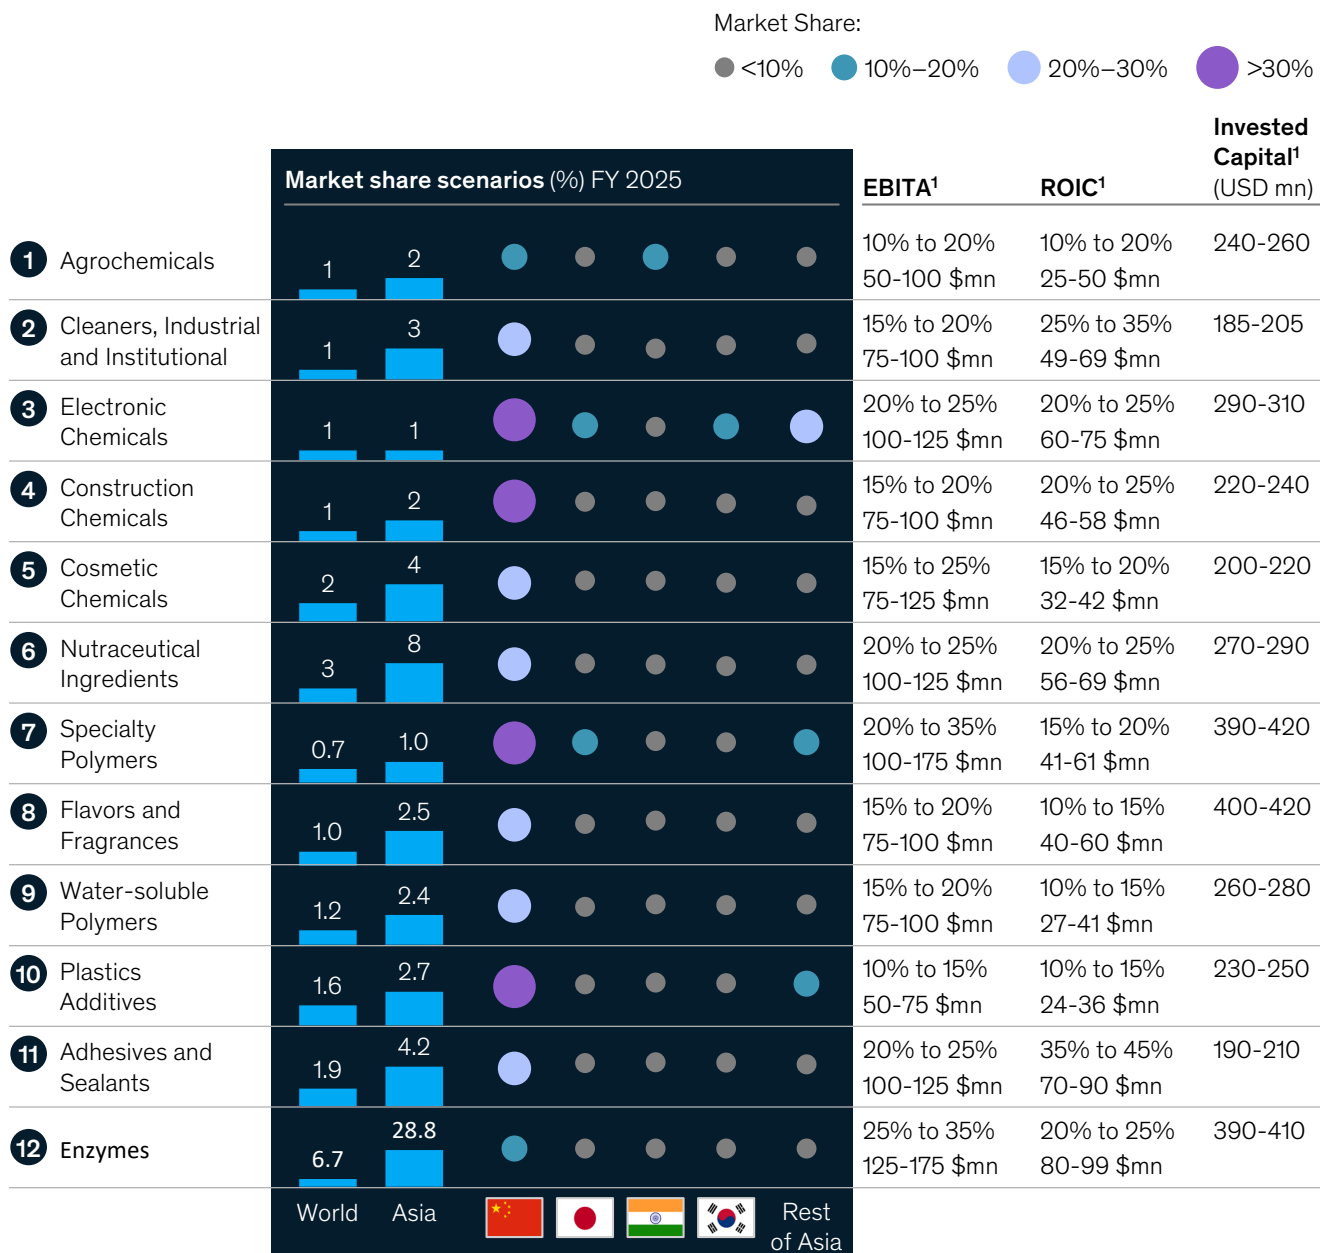 Market Share:
<10% 10%–20% 20%–30% >30%
Invested
Capital¹
(USD mn)
Market share scenarios (%) FY 2025
EBITA¹ ROIC¹
1 Agrochemicals 1 2 10% to 20% 10% to 20% 240-260
50-100 $mn 25-50 $mn
2 Cleaners, Industrial 1 3 15% to 20% 25% to 35% 185-205
and Institutional 75-100 $mn 49-69 $mn
3 Electronic 1 1 20% to 25% 20% to 25% 290-310
Chemicals 100-125 $mn 60-75 $mn
4 Construction 1 2 15% to 20% 20% to 25% 220-240
Chemicals 75-100 $mn 46-58 $mn
5 Cosmetic 2 4 15% to 25% 15% to 20% 200-220
Chemicals 75-125 $mn 32-42 $mn
6 Nutraceutical 3 8 20% to 25% 20% to 25% 270-290
Ingredients 100-125 $mn 56-69 $mn
7 Specialty 0.7 1.0 20% to 35% 15% to 20% 390-420
Polymers 100-175 $mn 41-61 $mn
8 Flavors and 1.0 2.5 15% to 20% 10% to 15% 400-420
Fragrances 75-100 $mn 40-60 $mn
9 Water-soluble 1.2 2.4 15% to 20% 10% to 15% 260-280
Polymers 75-100 $mn 27-41 $mn
10 Plastics 1.6 2.7 10% to 15% 10% to 15% 230-250
Additives 50-75 $mn 24-36 $mn
11 Adhesives and 1.9 4.2 20% to 25% 35% to 45% 190-210
Sealants 100-125 $mn 70-90 $mn
12 Enzymes 6.7 28.8 25% to 35% 20% to 25% 390-410
125-175 $mn 80-99 $mn
World Asia Rest
of Asia